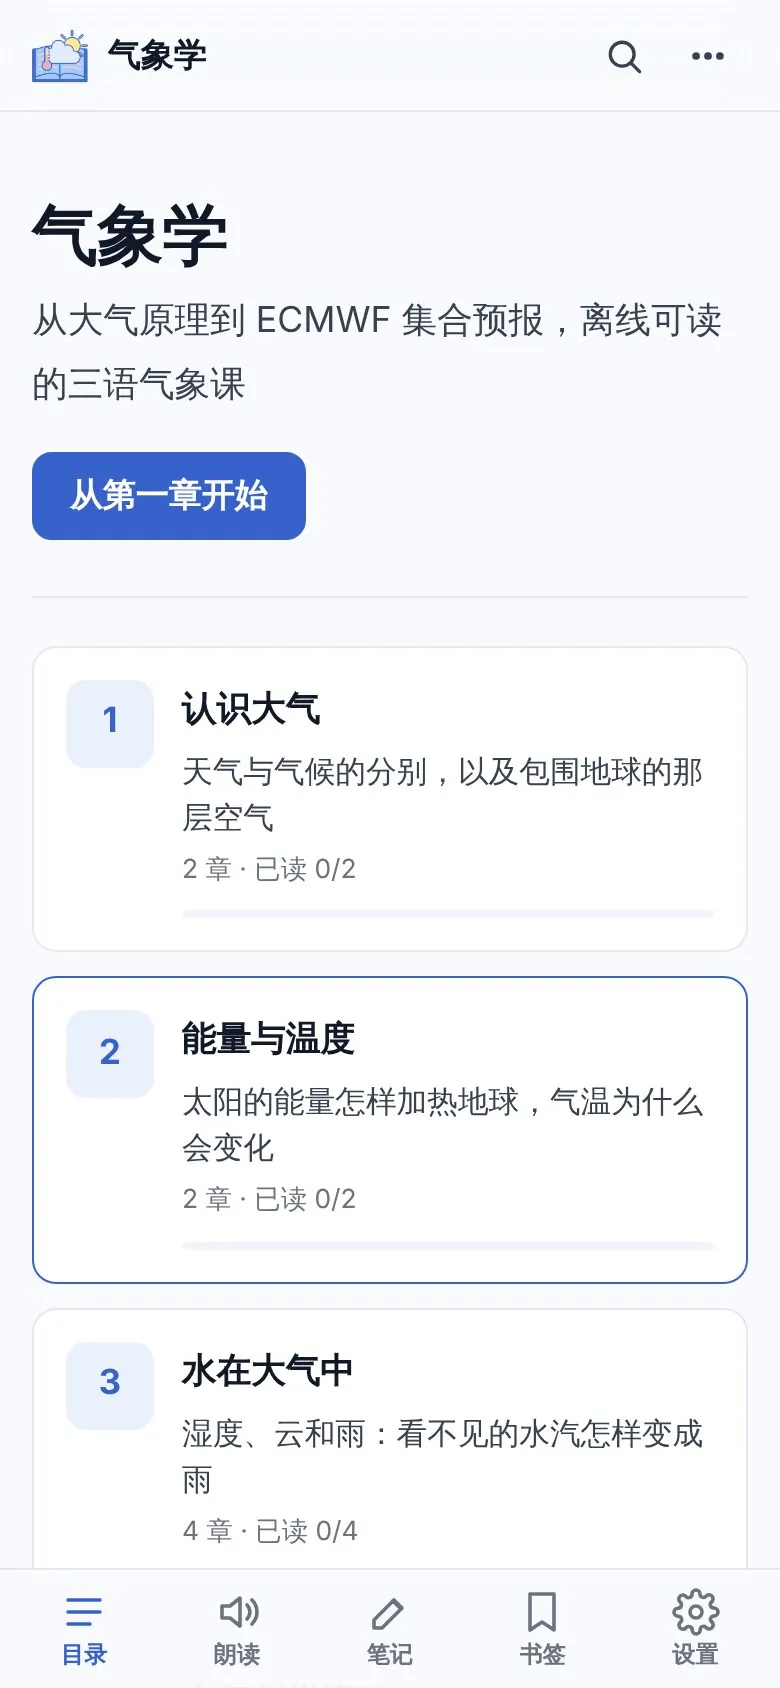 气象学
气象学
从大气原理到 ECMWF 集合预报，离线可读
的三语气象课
从第一章开始
1
认识大气
天气与气候的分别，以及包围地球的那
层空气
2 章 · 已读 0/2
2
能量与温度
太阳的能量怎样加热地球，气温为什么
会变化
2 章 · 已读 0/2
3
水在大气中
湿度、云和雨：看不见的水汽怎样变成
雨
4 章 · 已读 0/4
目录
朗读
笔记
书签
设置